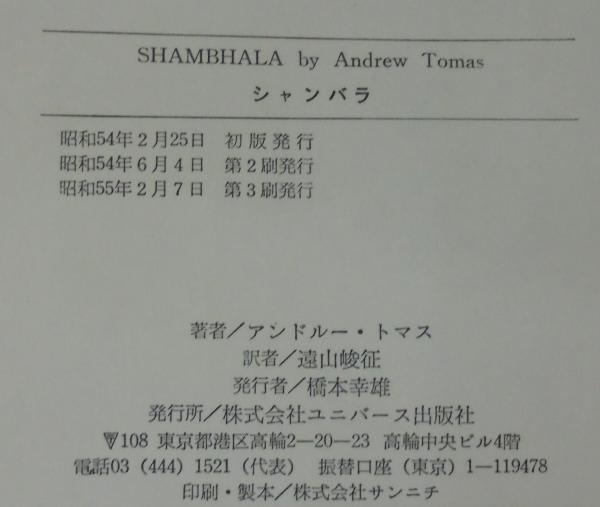 SHAMBHALA by Andrew Tomas
シャンバラ
昭和54年2月25日 初版発行
昭和54年6月4日 第2刷発行
昭和55年2月7日 第3刷発行
著者/アンドルー・トマス
訳者/遠山峻征
発行者/橋本幸雄
発行所/株式会社ユニバース出版社
〒108 東京都港区高輪2—20—23 高輪中央ビル4階
電話03 (444) 1521 (代表) 振替口座 (東京) 1—119478
印刷・製本/株式会社サンニチ